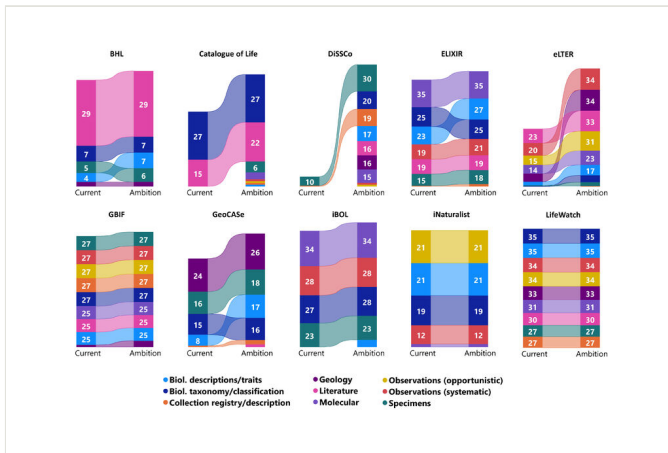 BHL
Catalogue of Life
DiSSCo
ELIXIR
eLTER
29 29
7 7
5 7
4 6
Current Ambition
27 27
15 22
6
Current Ambition
10 30
20
19
17
16
16
15
Current Ambition
35 35
25 27
23 25
19 21
19 19
15 18
Current Ambition
23 34
20 34
15 33
14 31
23
17
Current Ambition
GBIF
GeoCASe
iBOL
iNaturalist
LifeWatch
27 27
27 27
27 27
27 27
27 27
25 25
25 25
25 25
Current Ambition
24 26
16 18
15 17
8 16
Current Ambition
34 34
28 28
27 28
23 23
Current Ambition
21 21
21 21
19 19
12 12
Current Ambition
35 35
35 35
34 34
34 34
33 33
31 31
30 30
27 27
27 27
Current Ambition
Biol. descriptions/traits
Biol. taxonomy/classification
Collection registry/description
Geology
Literature
Molecular
Observations (opportunistic)
Observations (systematic)
Specimens